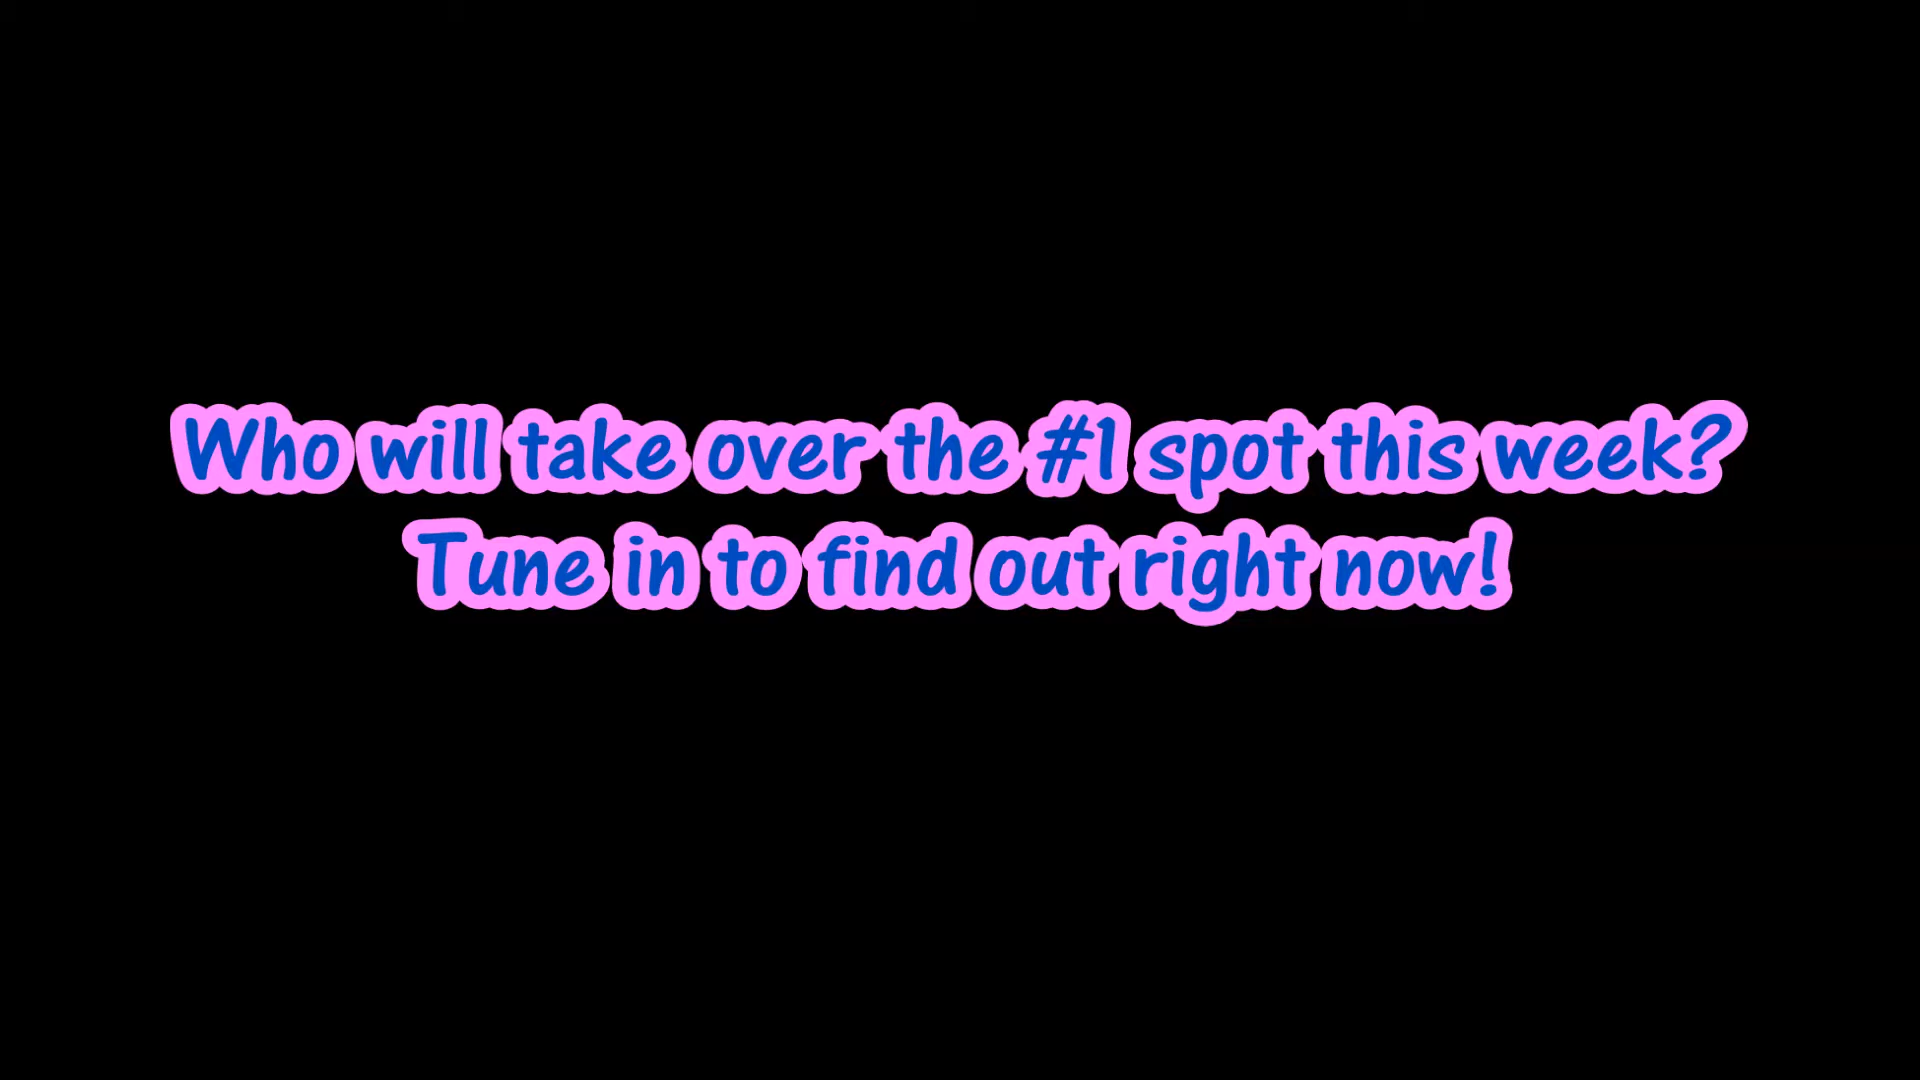 Who will take over the #1 spot this week?
Tune in to find out right now!